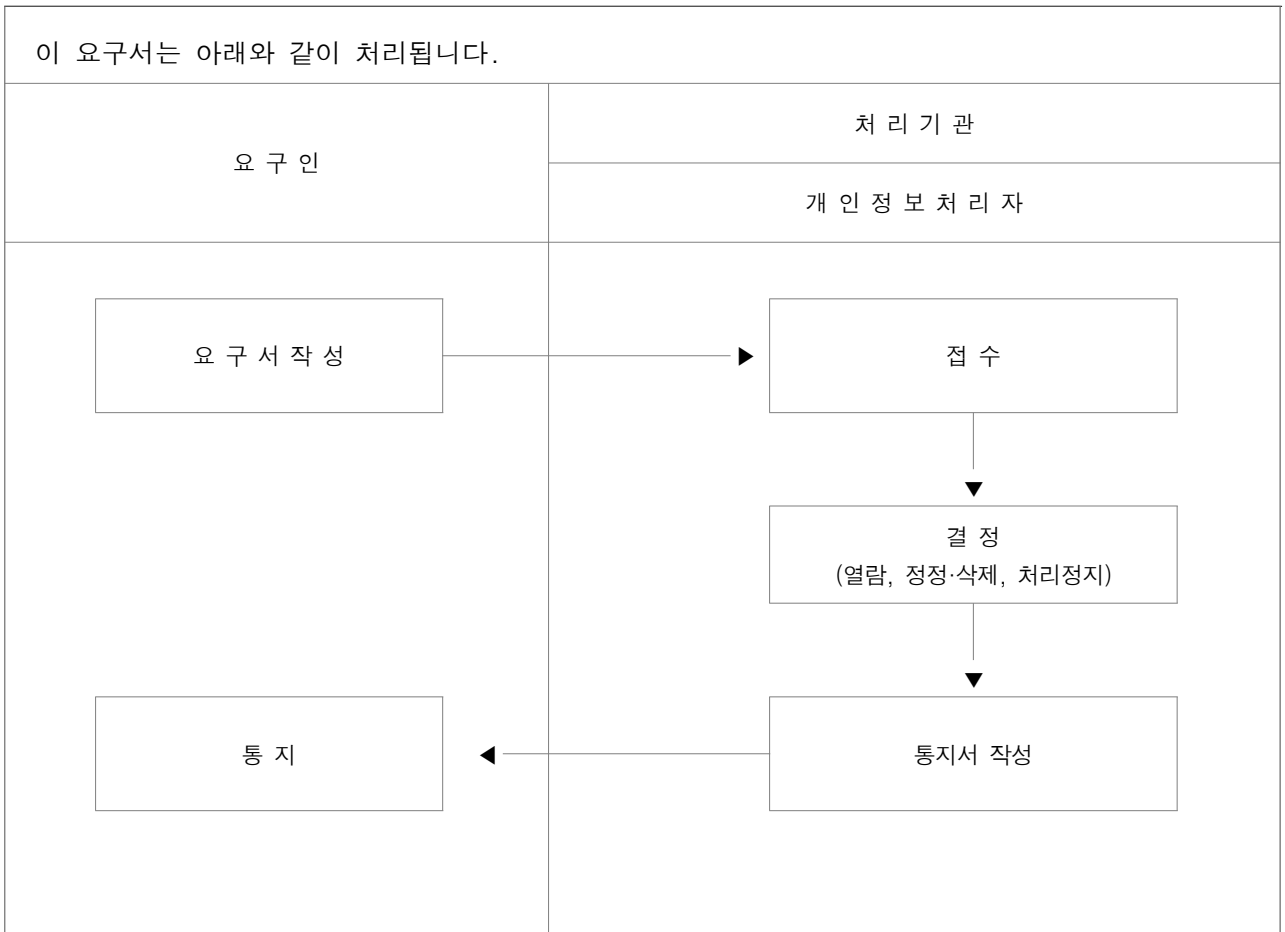 이 요구서는 아래와 같이 처리됩니다.
요 구 인
처 리 기 관
개 인 정 보 처 리 자
요 구 서 작 성
접 수
결 정
(열람, 정정·삭제, 처리정지)
통 지
통지서 작성